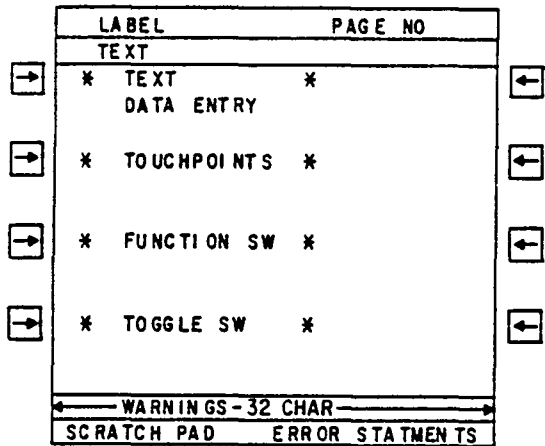 LABEL PAGE NO
TEXT
* TEXT *
DATA ENTRY
* TOUCHPOINTS *
* FUNCTION SW *
* TOGGLE SW *
WARNINGS-32 CHAR
SCRATCH PAD ERROR STATMENTS